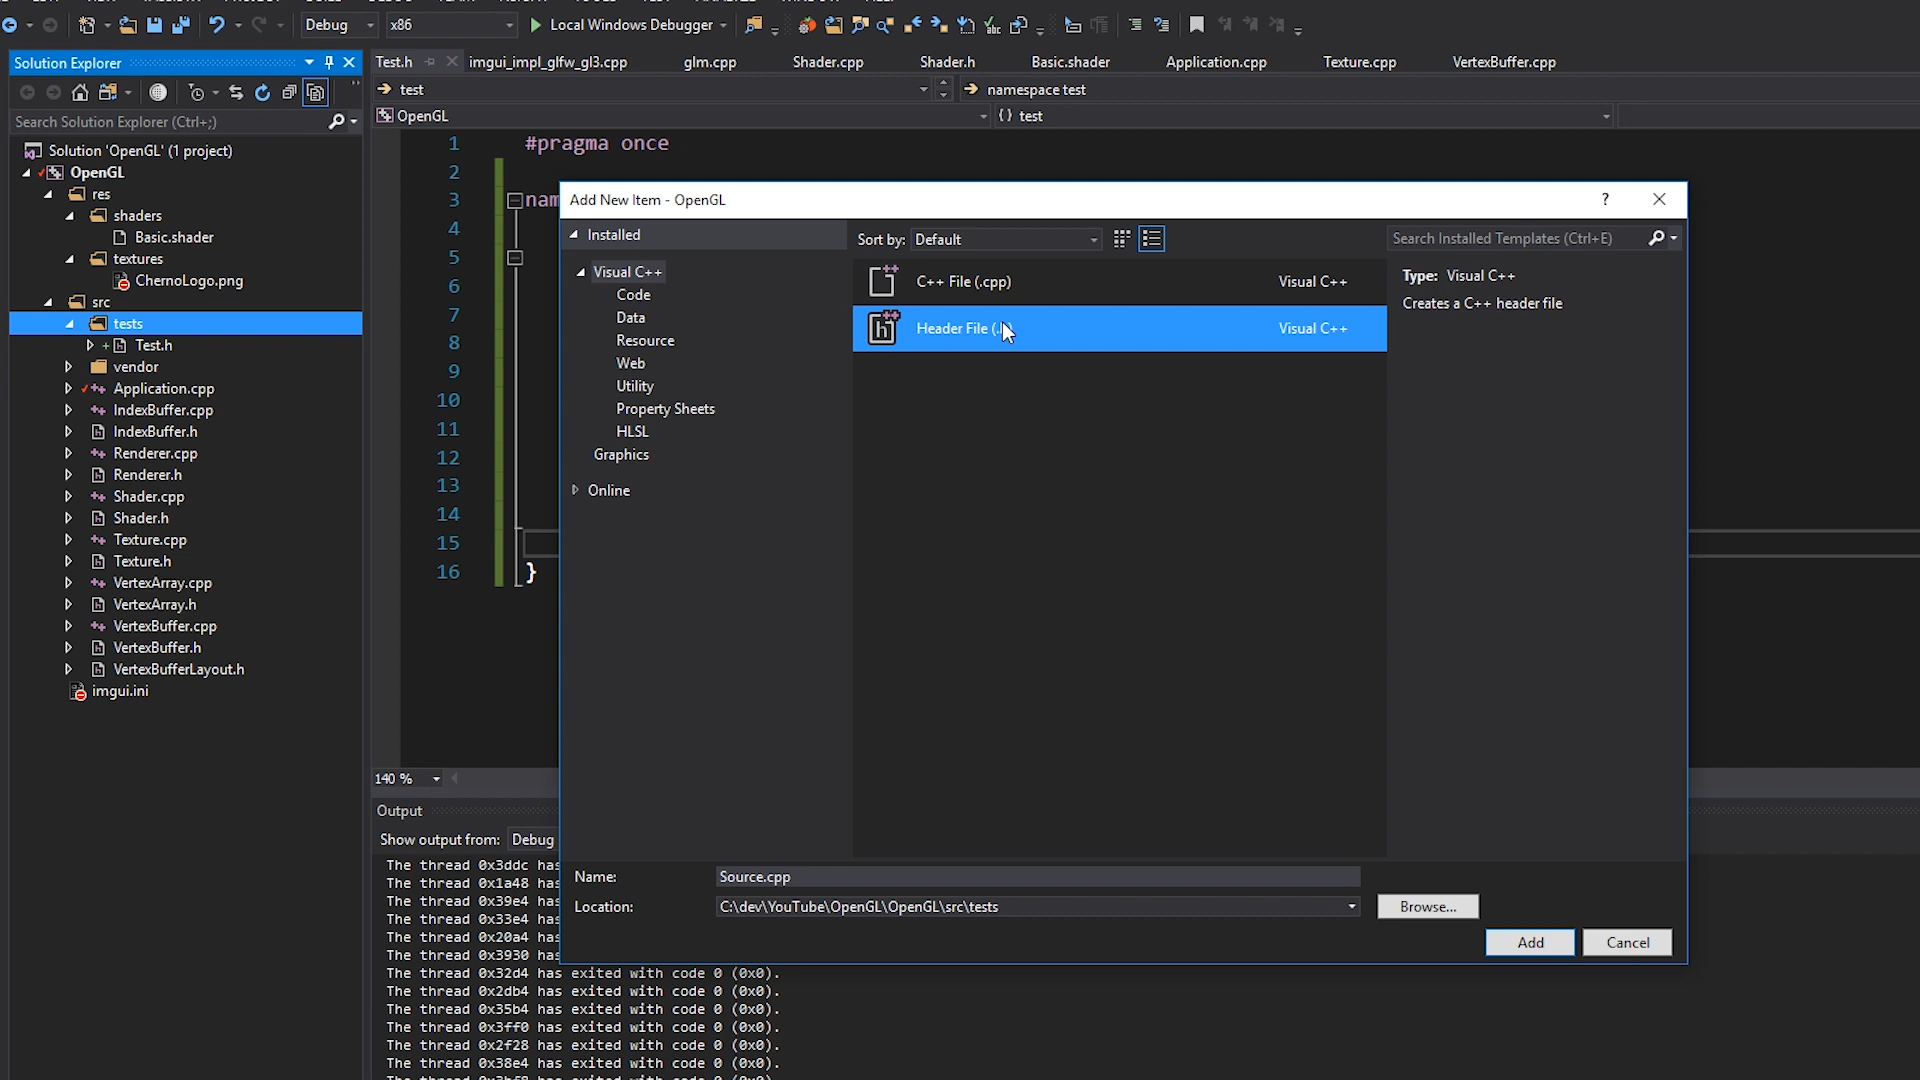 Debug
x86
Local Windows Debugger
Solution Explorer
Test.h
imgui_impl_glfw_gl3.cpp
glm.cpp
Shader.cpp
Shader.h
Basic.shader
Application.cpp
Texture.cpp
VertexBuffer.cpp
test
namespace test
OpenGL
{} test
Search Solution Explorer (Ctrl+;)
Solution 'OpenGL' (1 project)
OpenGL
res
shaders
Basic.shader
textures
ChernoLogo.png
src
tests
Test.h
vendor
Application.cpp
IndexBuffer.cpp
IndexBuffer.h
Renderer.cpp
Renderer.h
Shader.cpp
Shader.h
Texture.cpp
Texture.h
VertexArray.cpp
VertexArray.h
VertexBuffer.cpp
VertexBuffer.h
VertexBufferLayout.h
imgui.ini
1 #pragma once
2
3 nam
4
5
6
7
8
9
10
11
12
13
14
15
16 }
Add New Item - OpenGL
?
Installed
Sort by: Default
Search Installed Templates (Ctrl+E)
Visual C++
Code
Data
Resource
Web
Utility
Property Sheets
HLSL
Graphics
Online
C++ File (.cpp) Visual C++
Header File (. Visual C++
Type: Visual C++
Creates a C++ header file
Name: Source.cpp
Location: C:\dev\YouTube\OpenGL\OpenGL\src\tests
Browse...
Add
Cancel
140 %
Output
Show output from: Debug
The thread 0x3ddc has
The thread 0x1a48 has
The thread 0x39e4 has
The thread 0x33e4 has
The thread 0x20a4 has
The thread 0x3930 has
The thread 0x32d4 has exited with code 0 (0x0).
The thread 0x2db4 has exited with code 0 (0x0).
The thread 0x35b4 has exited with code 0 (0x0).
The thread 0x3ff0 has exited with code 0 (0x0).
The thread 0x2f28 has exited with code 0 (0x0).
The thread 0x38e4 has exited with code 0 (0x0).